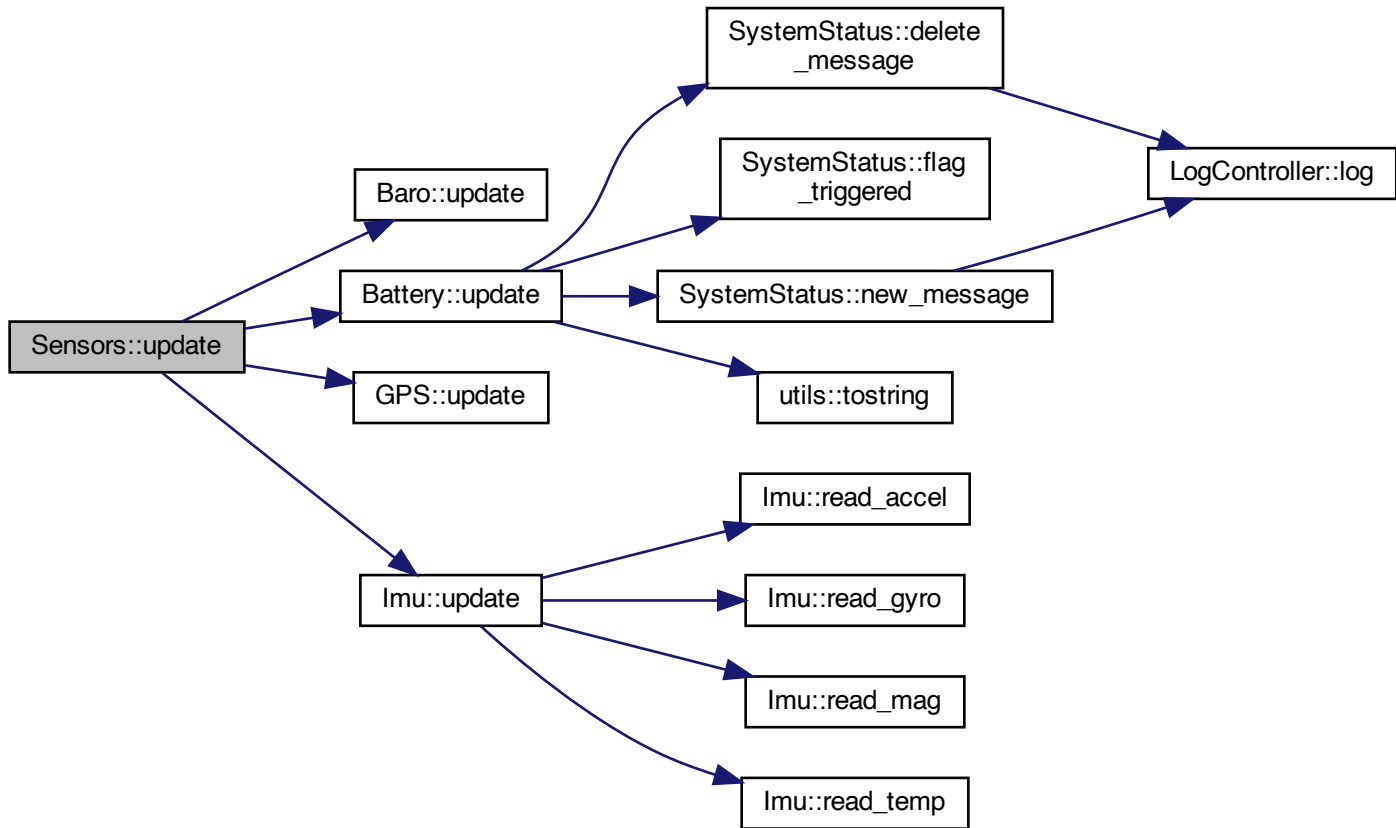 SystemStatus::delete
_message
SystemStatus::flag
_triggered
LogController::log
Baro::update
Battery::update
SystemStatus::new_message
Sensors::update
GPS::update
utils::tostring
Imu::read_accel
Imu::update
Imu::read_gyro
Imu::read_mag
Imu::read_temp